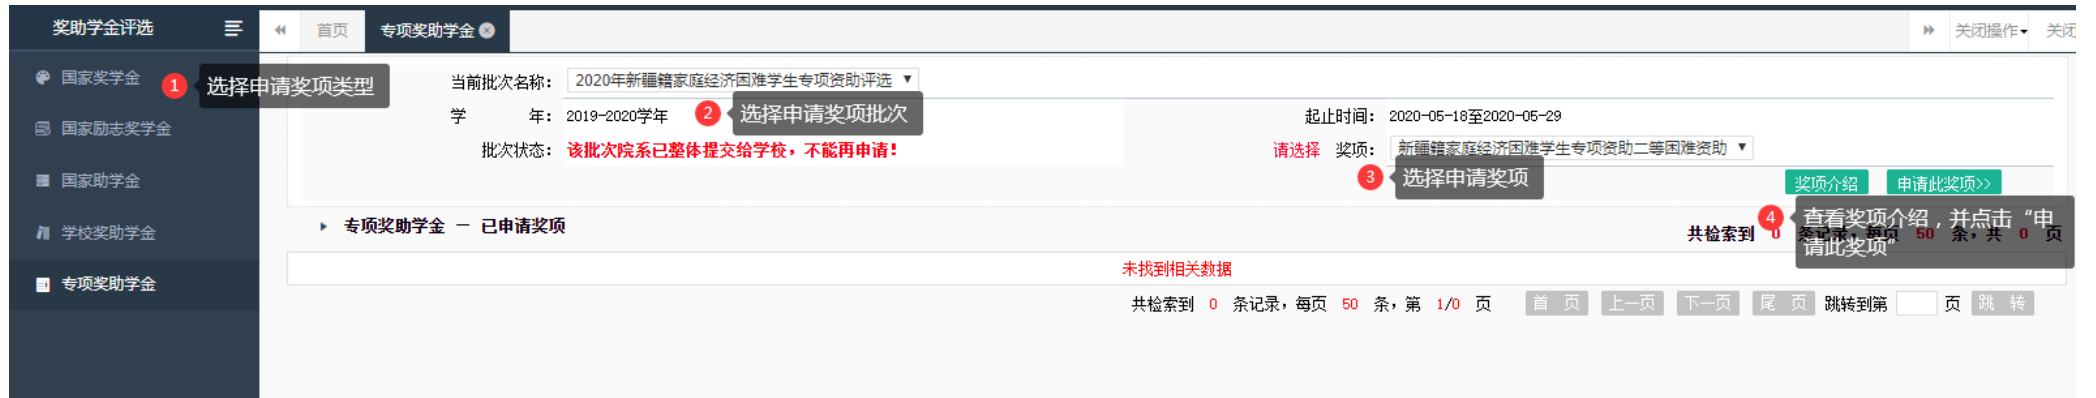 奖助学金评选
首页 专项奖助学金 关闭操作 关闭
国家奖学金
1 选择申请奖项类型
当前批次名称： 2020年新疆籍家庭经济困难学生专项资助评选
国家励志奖学金
学 年： 2019-2020学年
2 选择申请奖项批次
起止时间： 2020-05-18至2020-05-29
批次状态： 该批次院系已整体提交给学校，不能再申请！
请选择 奖项： 新疆籍家庭经济困难学生专项资助二等困难资助
国家助学金
3 选择申请奖项
奖项介绍 申请此奖项>>
学校奖助学金
专项奖助学金 — 已申请奖项
4 查看奖项介绍，并点击“申
请此奖项”
共检索到 0 条记录，每页 50 条，共 0 页
未找到相关数据
专项奖助学金
共检索到 0 条记录，每页 50 条，第 1/0 页 首 页 上一页 下一页 尾 页 跳转到第 页 跳 转